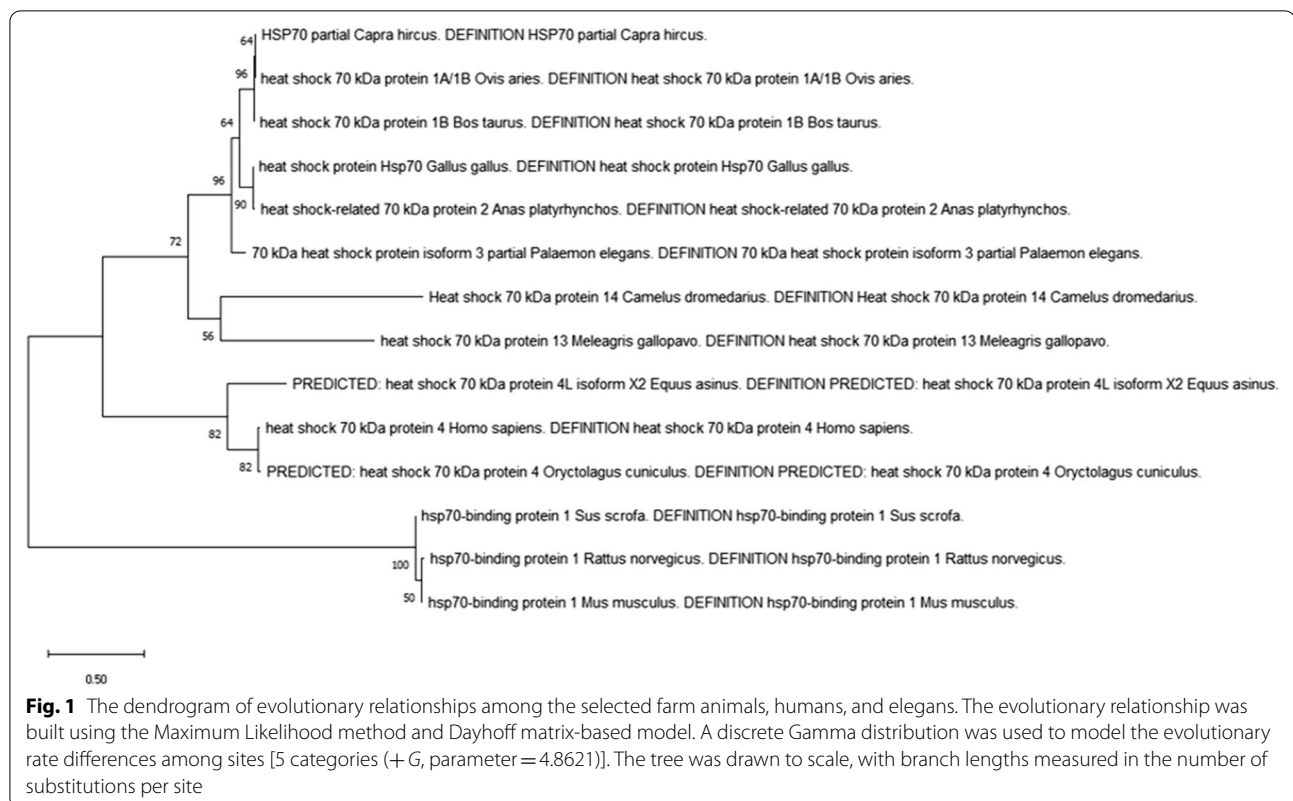 64
HSP70 partial Capra hircus. DEFINITION HSP70 partial Capra hircus.
96
heat shock 70 kDa protein 1A/1B Ovis aries. DEFINITION heat shock 70 kDa protein 1A/1B Ovis aries.
64
heat shock 70 kDa protein 1B Bos taurus. DEFINITION heat shock 70 kDa protein 1B Bos taurus.
heat shock protein Hsp70 Gallus gallus. DEFINITION heat shock protein Hsp70 Gallus gallus.
96
90
heat shock-related 70 kDa protein 2 Anas platyrhynchos. DEFINITION heat shock-related 70 kDa protein 2 Anas platyrhynchos.
72
70 kDa heat shock protein isoform 3 partial Palaemon elegans. DEFINITION 70 kDa heat shock protein isoform 3 partial Palaemon elegans.
Heat shock 70 kDa protein 14 Camelus dromedarius. DEFINITION Heat shock 70 kDa protein 14 Camelus dromedarius.
56
heat shock 70 kDa protein 13 Meleagris gallopavo. DEFINITION heat shock 70 kDa protein 13 Meleagris gallopavo.
PREDICTED: heat shock 70 kDa protein 4L isoform X2 Equus asinus. DEFINITION PREDICTED: heat shock 70 kDa protein 4L isoform X2 Equus asinus.
82
heat shock 70 kDa protein 4 Homo sapiens. DEFINITION heat shock 70 kDa protein 4 Homo sapiens.
82
PREDICTED: heat shock 70 kDa protein 4 Oryctolagus cuniculus. DEFINITION PREDICTED: heat shock 70 kDa protein 4 Oryctolagus cuniculus.
hsp70-binding protein 1 Sus scrofa. DEFINITION hsp70-binding protein 1 Sus scrofa.
100
hsp70-binding protein 1 Rattus norvegicus. DEFINITION hsp70-binding protein 1 Rattus norvegicus.
50
hsp70-binding protein 1 Mus musculus. DEFINITION hsp70-binding protein 1 Mus musculus.
0.50
Fig. 1 The dendrogram of evolutionary relationships among the selected farm animals, humans, and elegans. The evolutionary relationship was
built using the Maximum Likelihood method and Dayhoff matrix-based model. A discrete Gamma distribution was used to model the evolutionary
rate differences among sites [5 categories (+ G, parameter = 4.8621)]. The tree was drawn to scale, with branch lengths measured in the number of
substitutions per site